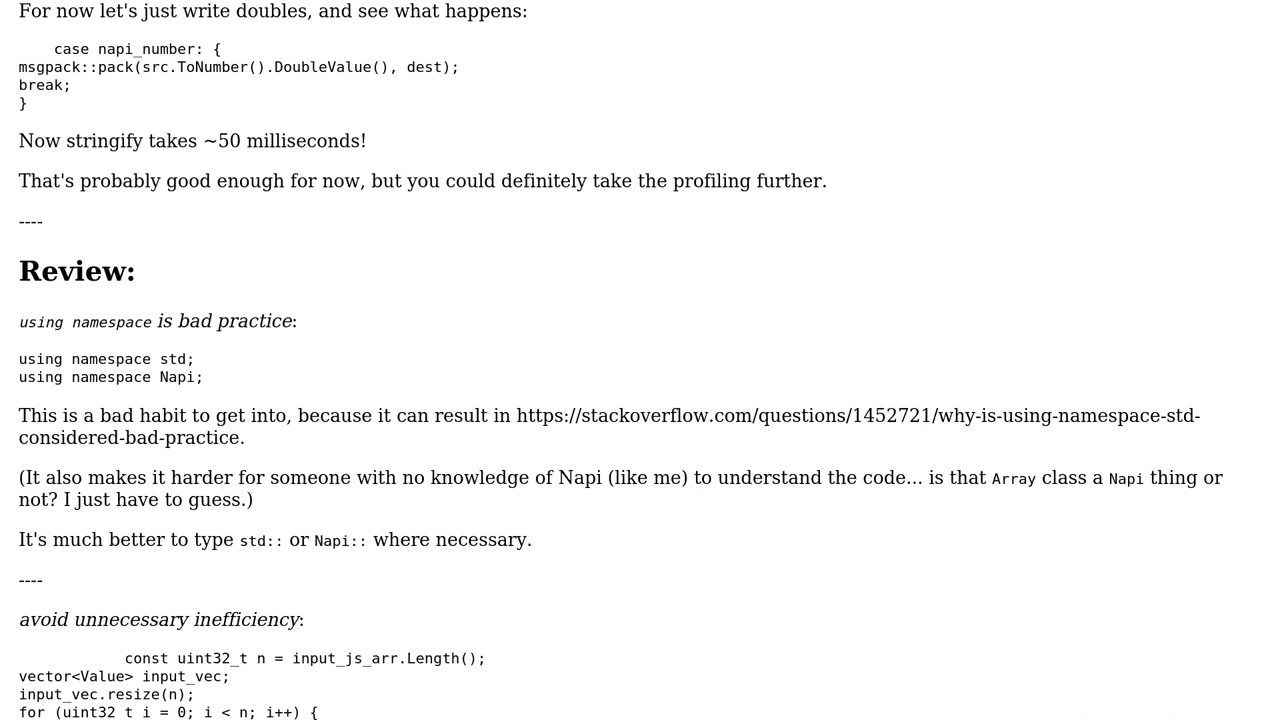 For now let's just write doubles, and see what happens:
    case napi_number: {
msgpack::pack(src.ToNumber().DoubleValue(), dest);
break;
}
Now stringify takes ~50 milliseconds!
That's probably good enough for now, but you could definitely take the profiling further.
----
Review:
using namespace is bad practice:
using namespace std;
using namespace Napi;
This is a bad habit to get into, because it can result in https://stackoverflow.com/questions/1452721/why-is-using-namespace-std-
considered-bad-practice.
(It also makes it harder for someone with no knowledge of Napi (like me) to understand the code... is that Array class a Napi thing or
not? I just have to guess.)
It's much better to type std:: or Napi:: where necessary.
----
avoid unnecessary inefficiency:
            const uint32_t n = input_js_arr.Length();
vector<Value> input_vec;
input_vec.resize(n);
for (uint32_t i = 0; i < n; i++) {